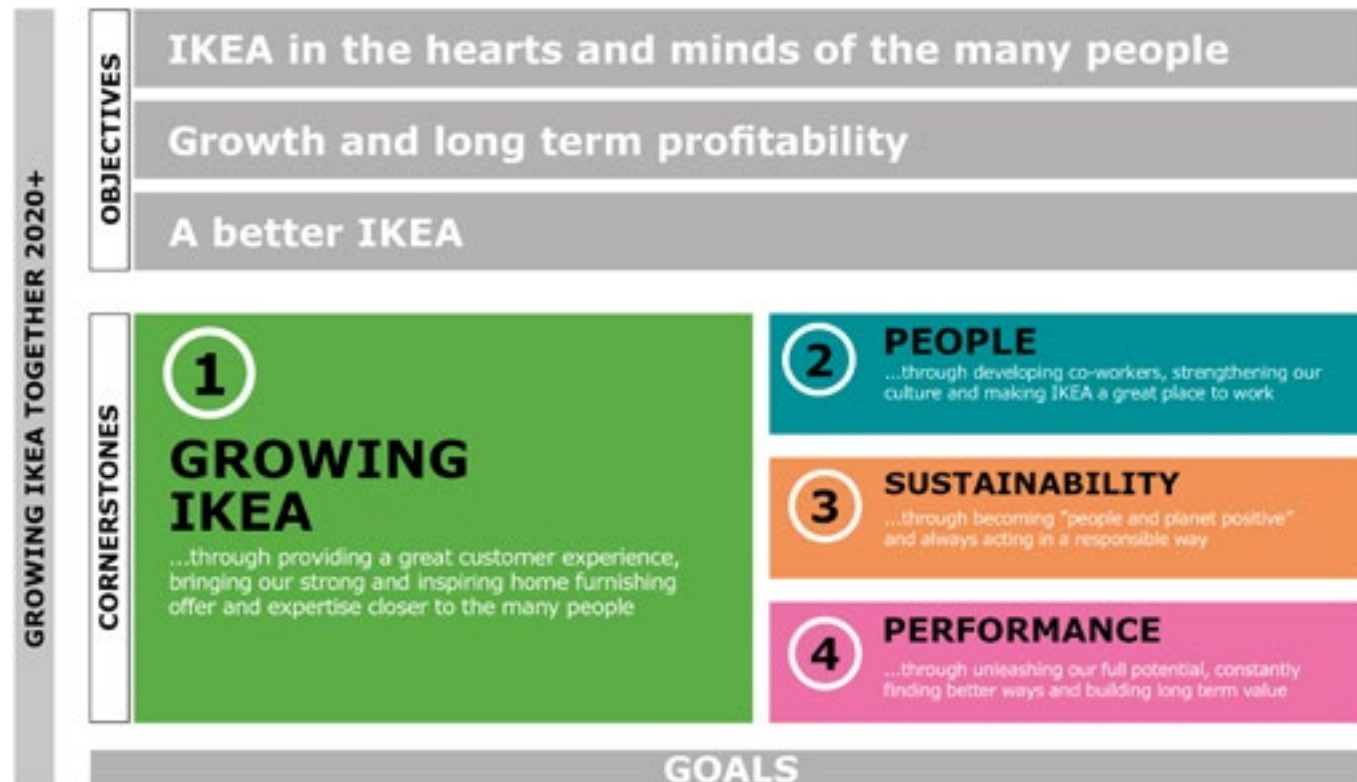 GROWING IKEA TOGETHER 2020+
OBJECTIVES
IKEA in the hearts and minds of the many people
Growth and long term profitability
A better IKEA
CORNERSTONES
1
GROWING
IKEA
...through providing a great customer experience,
bringing our strong and inspiring home furnishing
offer and expertise closer to the many people
2
PEOPLE
...through developing co-workers, strengthening our
culture and making IKEA a great place to work
3
SUSTAINABILITY
...through becoming "people and planet positive"
and always acting in a responsible way
4
PERFORMANCE
...through unleashing our full potential, constantly
finding better ways and building long term value
GOALS